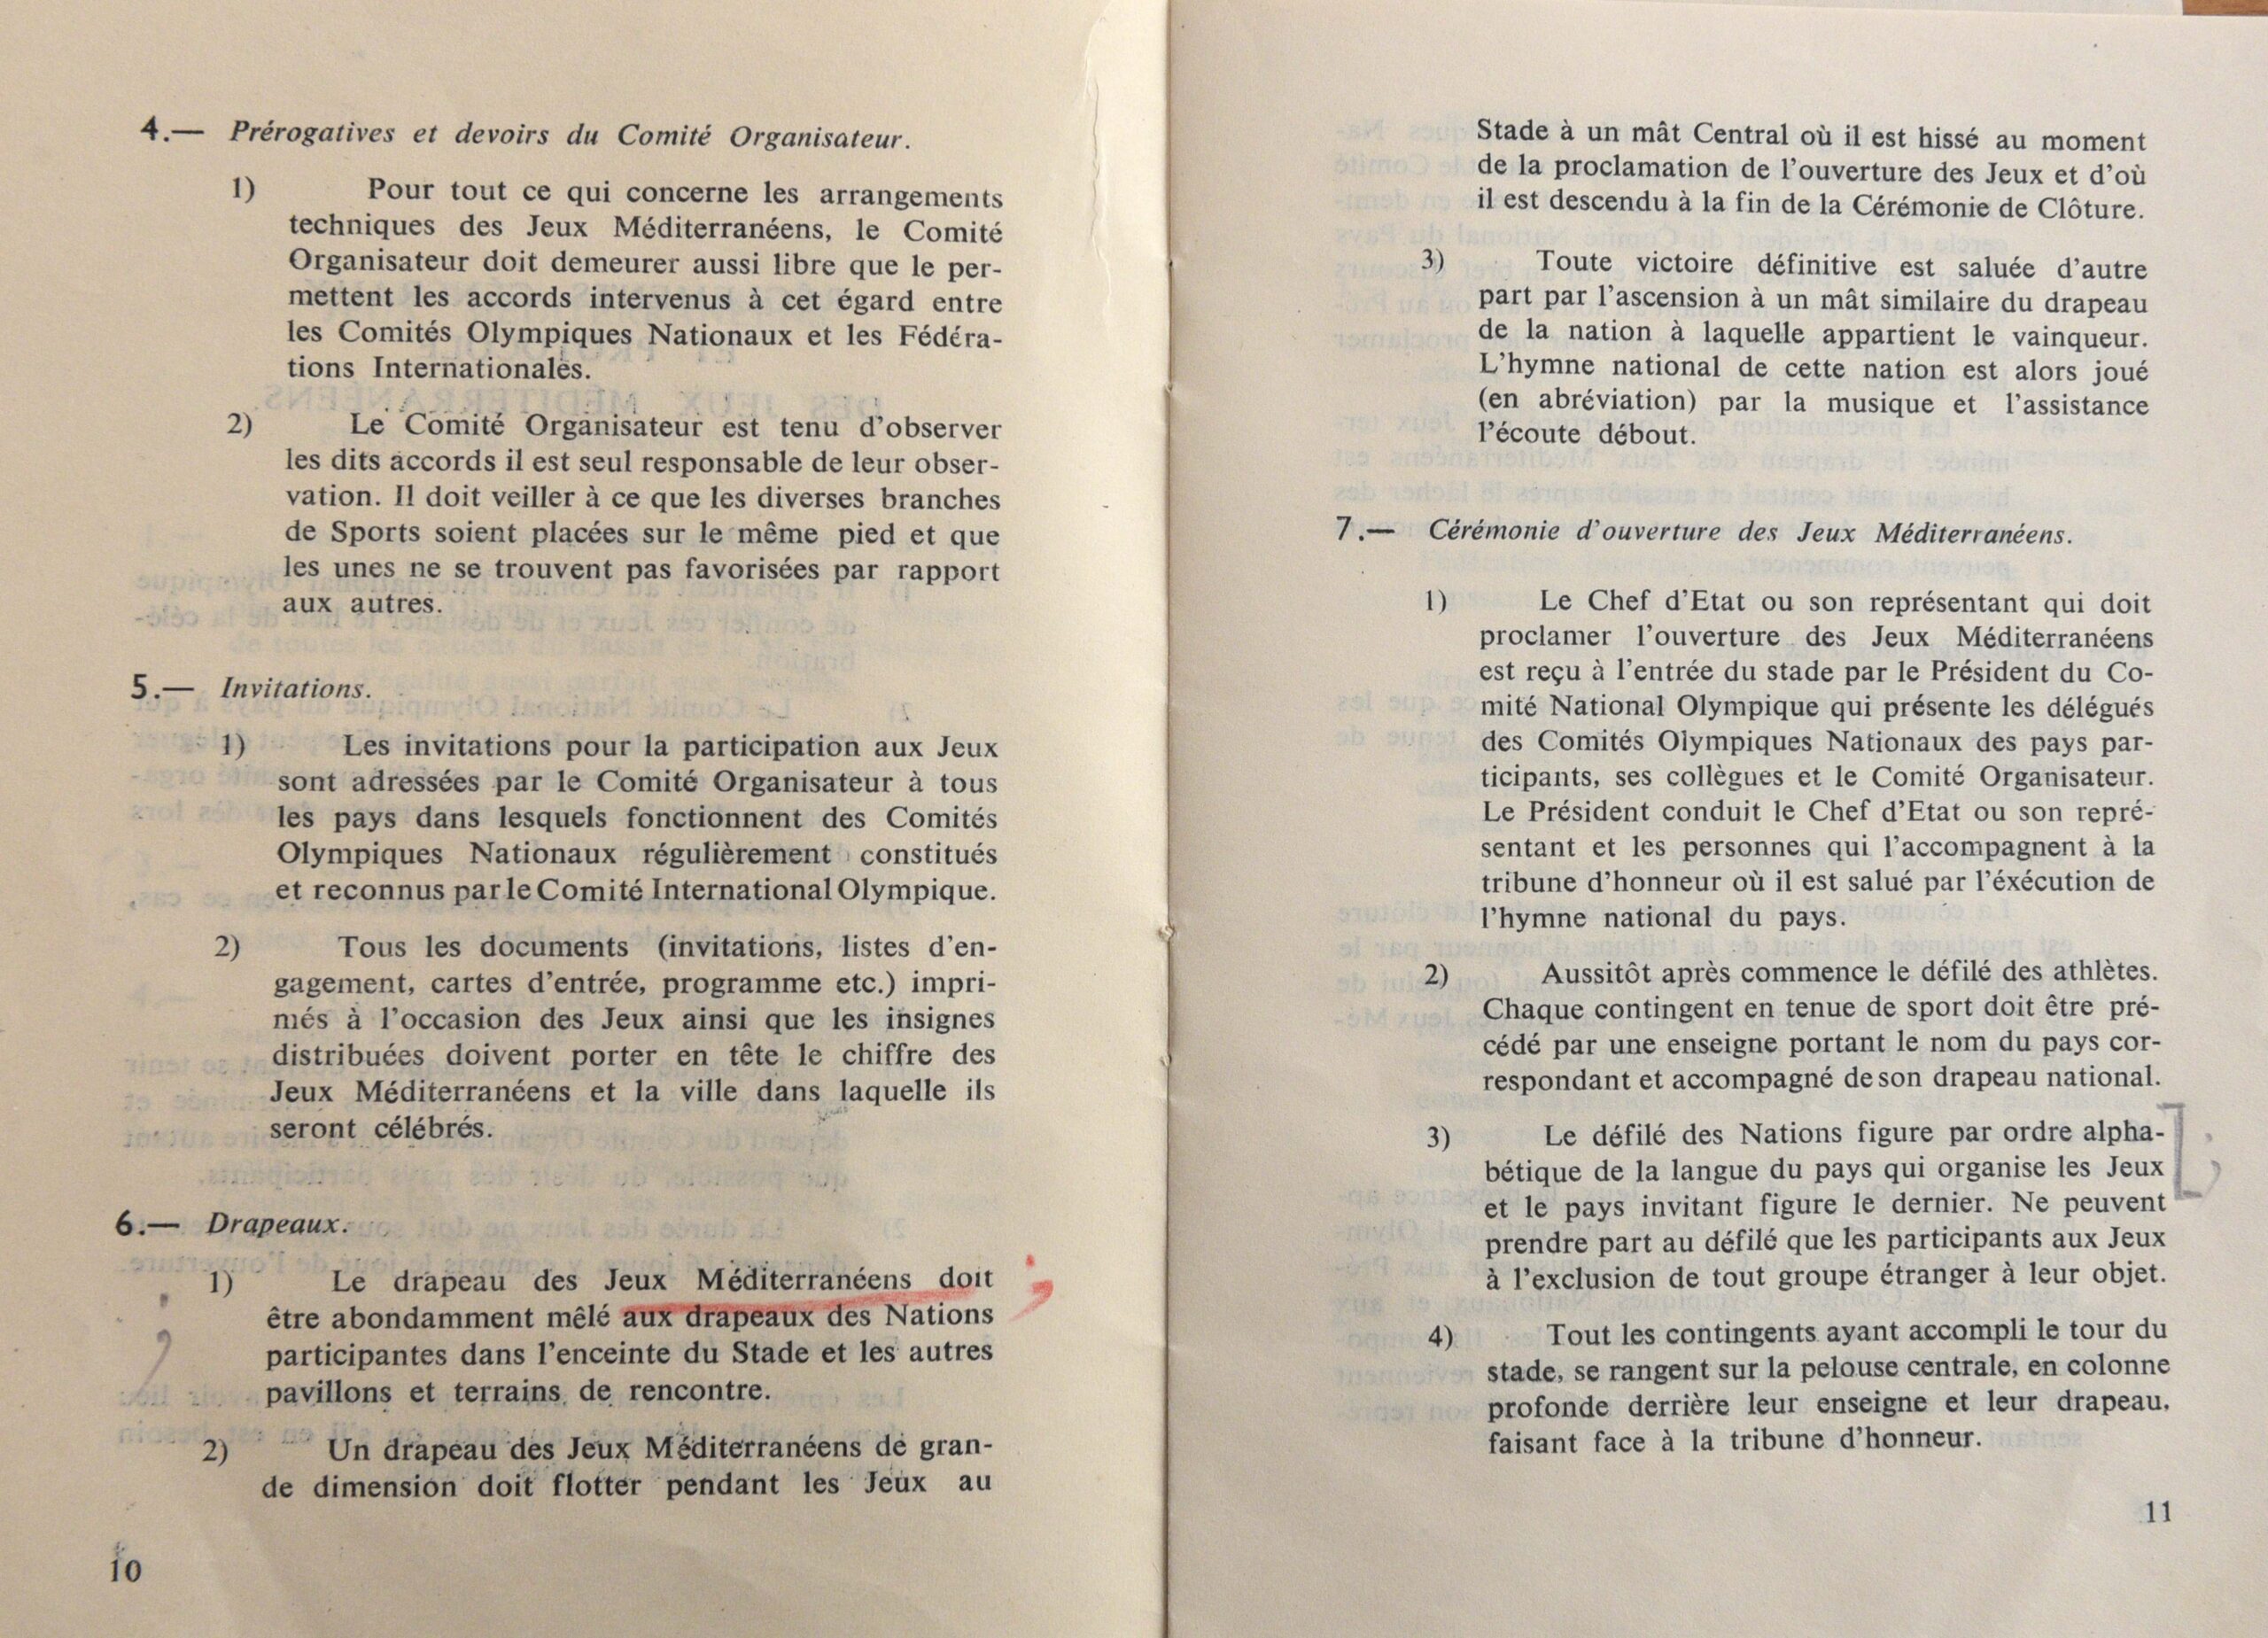 4.— Prérogatives et devoirs du Comité Organisateur.
1) Pour tout ce qui concerne les arrangements
techniques des Jeux Méditerranéens, le Comité
Organisateur doit demeurer aussi libre que le per-
mettent les accords intervenus à cet égard entre
les Comités Olympiques Nationaux et les Fédéra-
tions Internationales.
2) Le Comité Organisateur est tenu d'observer
les dits accords il est seul responsable de leur obser-
vation. Il doit veiller à ce que les diverses branches
de Sports soient placées sur le même pied et que
les unes ne se trouvent pas favorisées par rapport
aux autres.
5.— Invitations.
1) Les invitations pour la participation aux Jeux
sont adressées par le Comité Organisateur à tous
les pays dans lesquels fonctionnent des Comités
Olympiques Nationaux régulièrement constitués
et reconnus par le Comité International Olympique.
2) Tous les documents (invitations, listes d'en-
gagement, cartes d'entrée, programme etc.) impri-
més à l'occasion des Jeux ainsi que les insignes
distribuées doivent porter en tête le chiffre des
Jeux Méditerranéens et la ville dans laquelle ils
seront célébrés.
6.— Drapeaux.
1) Le drapeau des Jeux Méditerranéens doit
être abondamment mêlé aux drapeaux des Nations
participantes dans l'enceinte du Stade et les autres
pavillons et terrains de rencontre.
2) Un drapeau des Jeux Méditerranéens de gran-
de dimension doit flotter pendant les Jeux au
10
Stade à un mât Central où il est hissé au moment
de la proclamation de l'ouverture des Jeux et d'où
il est descendu à la fin de la Cérémonie de Clôture.
3) Toute victoire définitive est saluée d'autre
part par l'ascension à un mât similaire du drapeau
de la nation à laquelle appartient le vainqueur.
L'hymne national de cette nation est alors joué
(en abréviation) par la musique et l'assistance
l'écoute débout.
7.— Cérémonie d'ouverture des Jeux Méditerranéens.
1) Le Chef d'Etat ou son représentant qui doit
proclamer l'ouverture des Jeux Méditerranéens
est reçu à l'entrée du stade par le Président du Co-
mité National Olympique qui présente les délégués
des Comités Olympiques Nationaux des pays par-
ticipants, ses collègues et le Comité Organisateur.
Le Président conduit le Chef d'Etat ou son repré-
sentant et les personnes qui l'accompagnent à la
tribune d'honneur où il est salué par l'éxécution de
l'hymne national du pays.
2) Aussitôt après commence le défilé des athlètes.
Chaque contingent en tenue de sport doit être pré-
cédé par une enseigne portant le nom du pays cor-
respondant et accompagné de son drapeau national.
3) Le défilé des Nations figure par ordre alpha-
bétique de la langue du pays qui organise les Jeux
et le pays invitant figure le dernier. Ne peuvent
prendre part au défilé que les participants aux Jeux
à l'exclusion de tout groupe étranger à leur objet.
4) Tout les contingents ayant accompli le tour du
stade, se rangent sur la pelouse centrale, en colonne
profonde derrière leur enseigne et leur drapeau,
faisant face à la tribune d'honneur.
11